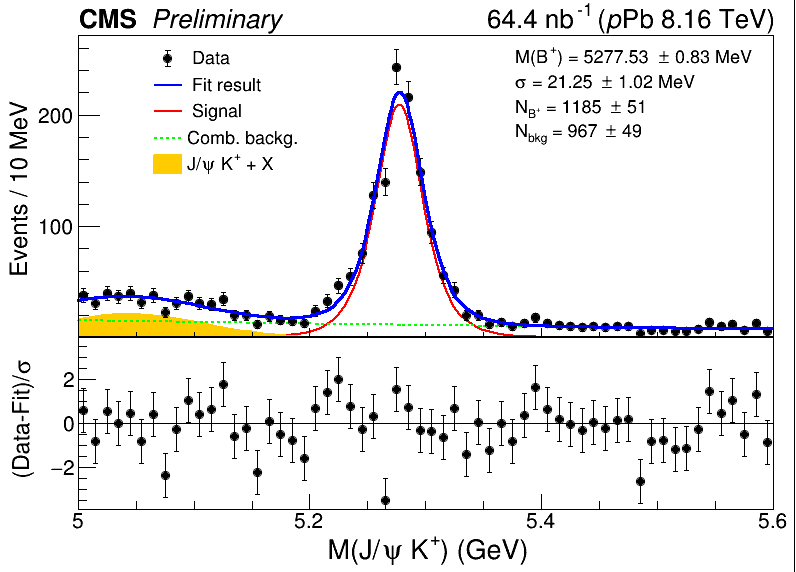 CMS Preliminary 64.4 nb⁻¹ (pPb 8.16 TeV)
Data
Fit result
Signal
Comb. backg.
J/ψ K⁺ + X
M(B⁺) = 5277.53 ± 0.83 MeV
σ = 21.25 ± 1.02 MeV
N_B⁺ = 1185 ± 51
N_bkg = 967 ± 49
Events / 10 MeV
200
100
(Data-Fit)/σ
2
0
−2
5 5.2 5.4 5.6
M(J/ψ K⁺) (GeV)